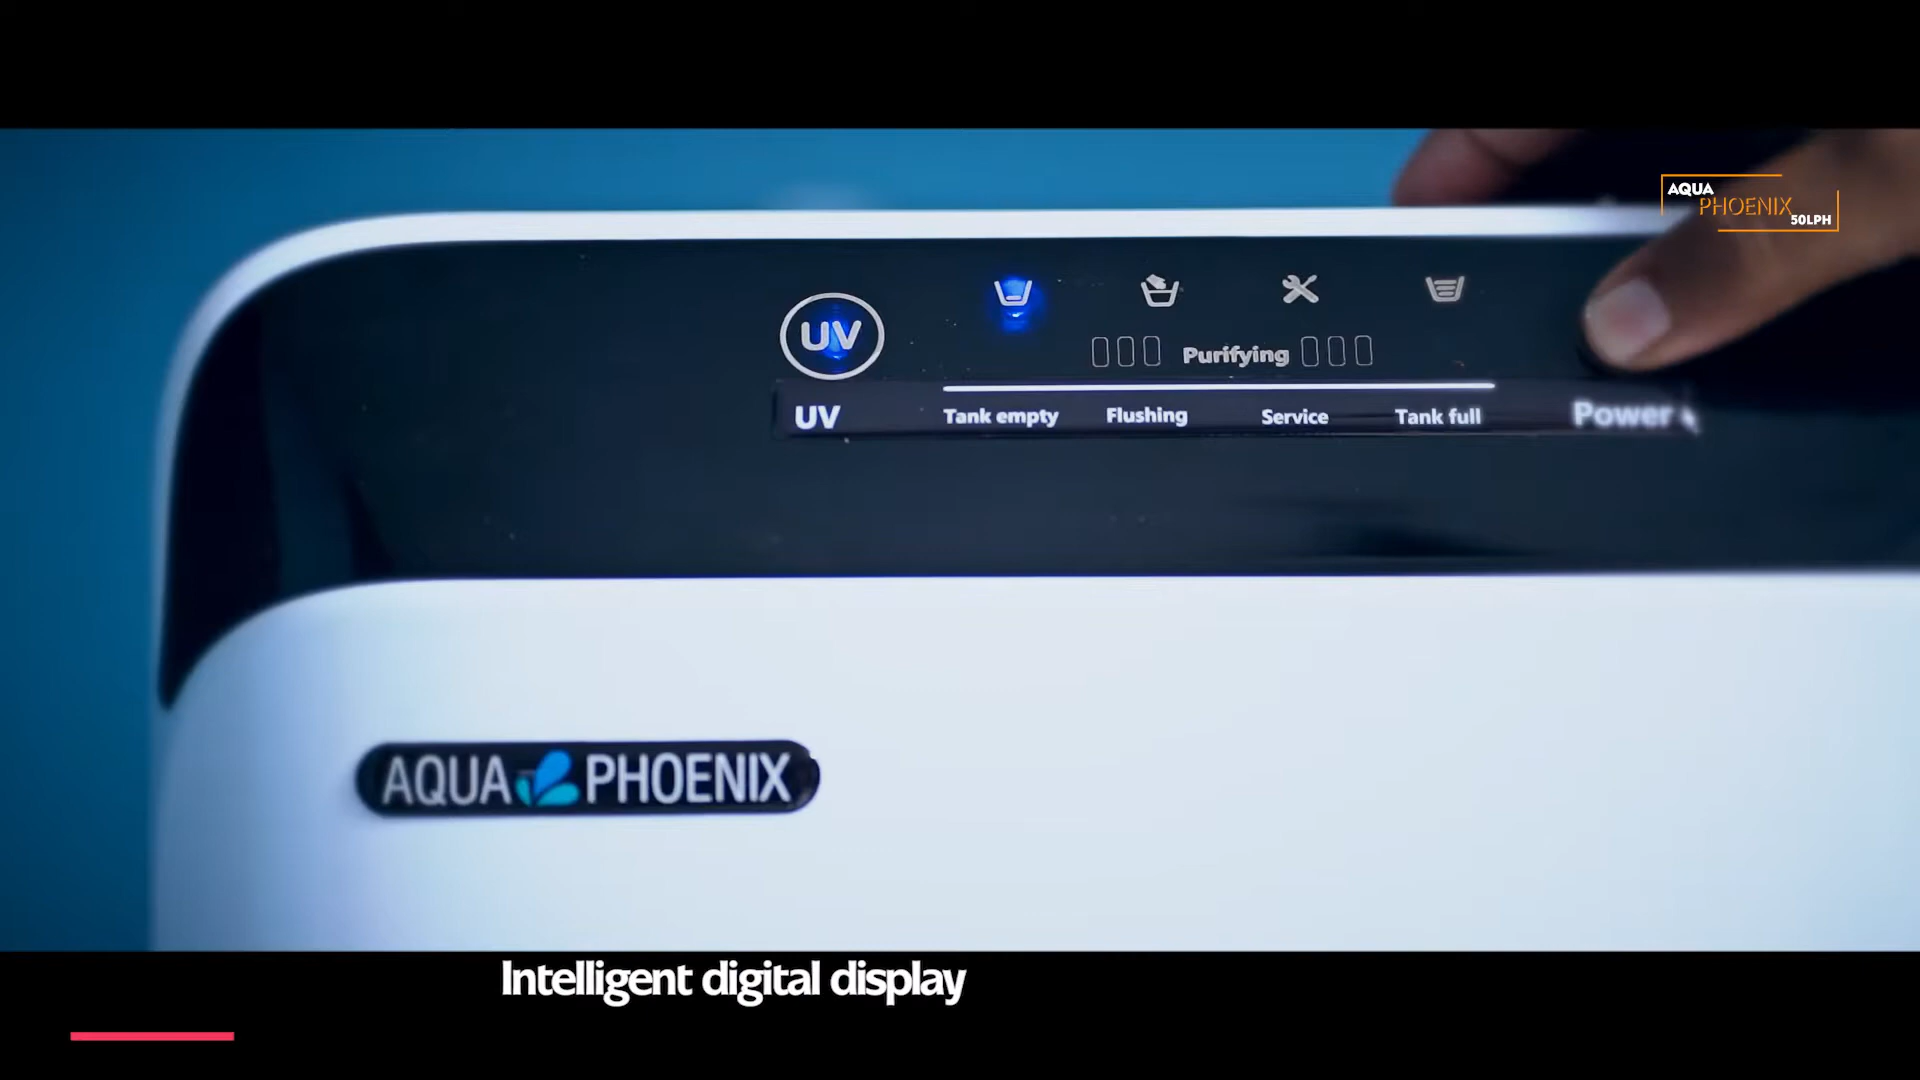 AQUA
PHOENIX
50LPH
UV
Purifying
UV
Tank empty
Flushing
Service
Tank full
Power
AQUA PHOENIX
Intelligent digital display